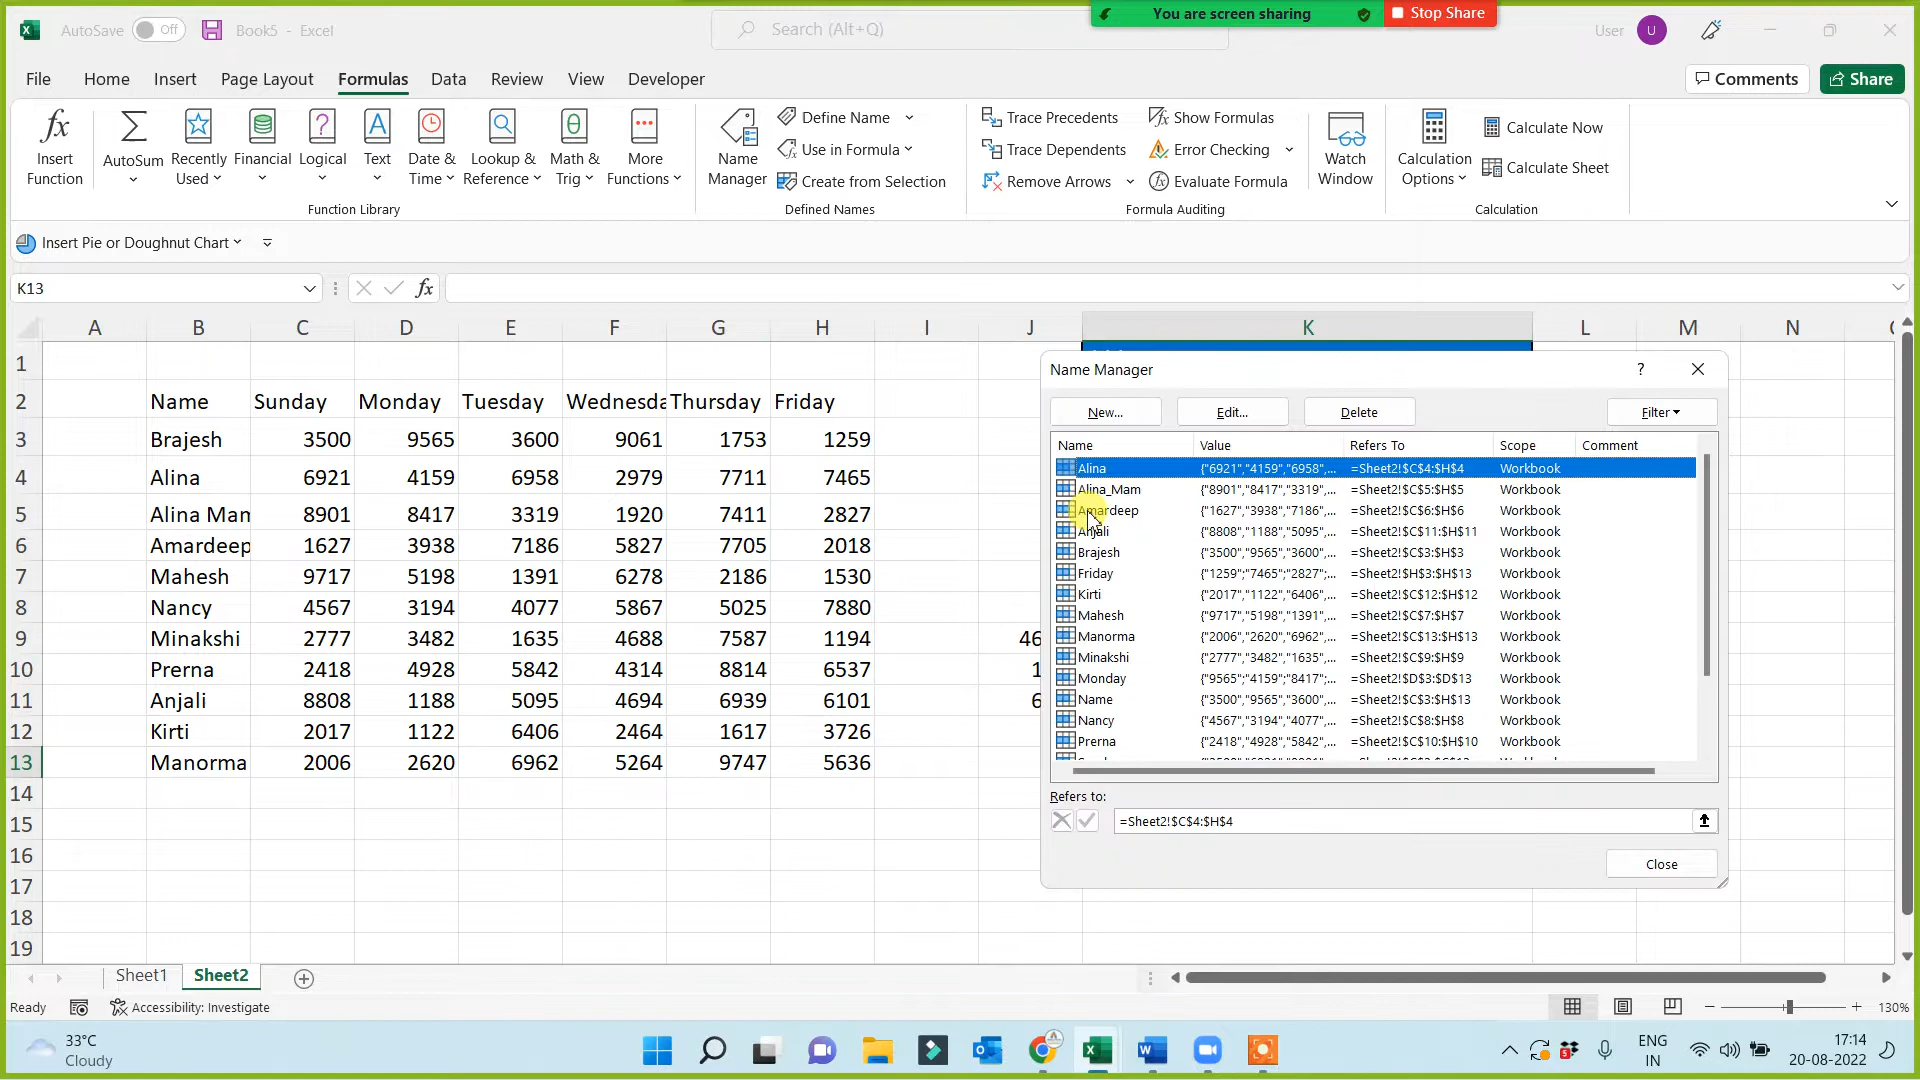 You are screen sharing
Stop Share
AutoSave Off Book5 - Excel Search (Alt+Q) User U
File Home Insert Page Layout Formulas Data Review View Developer Comments Share
Insert Function
AutoSum
Recently Used
Financial
Logical
Text
Date & Time
Lookup & Reference
Math & Trig
More Functions
Function Library
Name Manager
Define Name
Use in Formula
Create from Selection
Defined Names
Trace Precedents
Trace Dependents
Remove Arrows
Show Formulas
Error Checking
Evaluate Formula
Formula Auditing
Watch Window
Calculation Options
Calculate Now
Calculate Sheet
Calculation
Insert Pie or Doughnut Chart
K13 fx
A B C D E F G H I J K L M N
1
2 Name Sunday Monday Tuesday Wednesda Thursday Friday
3 Brajesh 3500 9565 3600 9061 1753 1259
4 Alina 6921 4159 6958 2979 7711 7465
5 Alina Mam 8901 8417 3319 1920 7411 2827
6 Amardeep 1627 3938 7186 5827 7705 2018
7 Mahesh 9717 5198 1391 6278 2186 1530
8 Nancy 4567 3194 4077 5867 5025 7880
9 Minakshi 2777 3482 1635 4688 7587 1194 46
10 Prerna 2418 4928 5842 4314 8814 6537 1
11 Anjali 8808 1188 5095 4694 6939 6101 6
12 Kirti 2017 1122 6406 2464 1617 3726
13 Manorma 2006 2620 6962 5264 9747 5636
14
15
16
17
18
19
Name Manager ?
New... Edit... Delete Filter
Name Value Refers To Scope Comment
Alina {"6921","4159","6958",... =Sheet2!$C$4:$H$4 Workbook
Alina_Mam {"8901","8417","3319",... =Sheet2!$C$5:$H$5 Workbook
Amardeep {"1627","3938","7186",... =Sheet2!$C$6:$H$6 Workbook
Anjali {"8808","1188","5095",... =Sheet2!$C$11:$H$11 Workbook
Brajesh {"3500","9565","3600",... =Sheet2!$C$3:$H$3 Workbook
Friday {"1259";"7465";"2827";... =Sheet2!$H$3:$H$13 Workbook
Kirti {"2017","1122","6406",... =Sheet2!$C$12:$H$12 Workbook
Mahesh {"9717","5198","1391",... =Sheet2!$C$7:$H$7 Workbook
Manorma {"2006","2620","6962",... =Sheet2!$C$13:$H$13 Workbook
Minakshi {"2777","3482","1635",... =Sheet2!$C$9:$H$9 Workbook
Monday {"9565";"4159";"8417";... =Sheet2!$D$3:$D$13 Workbook
Name {"3500","9565","3600",... =Sheet2!$C$3:$H$13 Workbook
Nancy {"4567","3194","4077",... =Sheet2!$C$8:$H$8 Workbook
Prerna {"2418","4928","5842",... =Sheet2!$C$10:$H$10 Workbook
Refers to:
=Sheet2!$C$4:$H$4
Close
Sheet1 Sheet2
Ready Accessibility: Investigate 130%
33°C
Cloudy
ENG
IN
17:14
20-08-2022